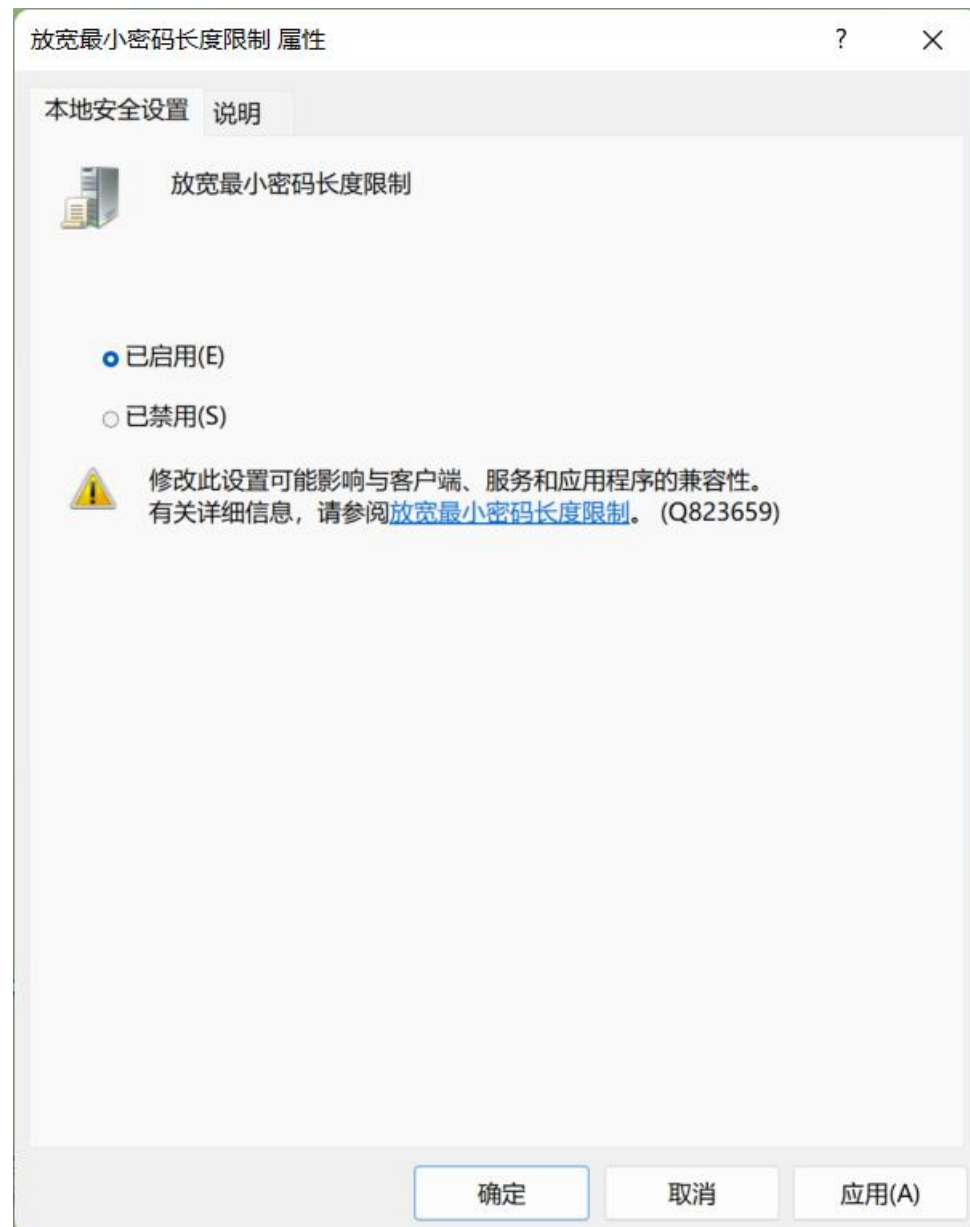 放宽最小密码长度限制 属性
?
本地安全设置
说明
放宽最小密码长度限制
已启用(E)
已禁用(S)
修改此设置可能影响与客户端、服务和应用程序的兼容性。
有关详细信息，请参阅放宽最小密码长度限制。 (Q823659)
确定
取消
应用(A)